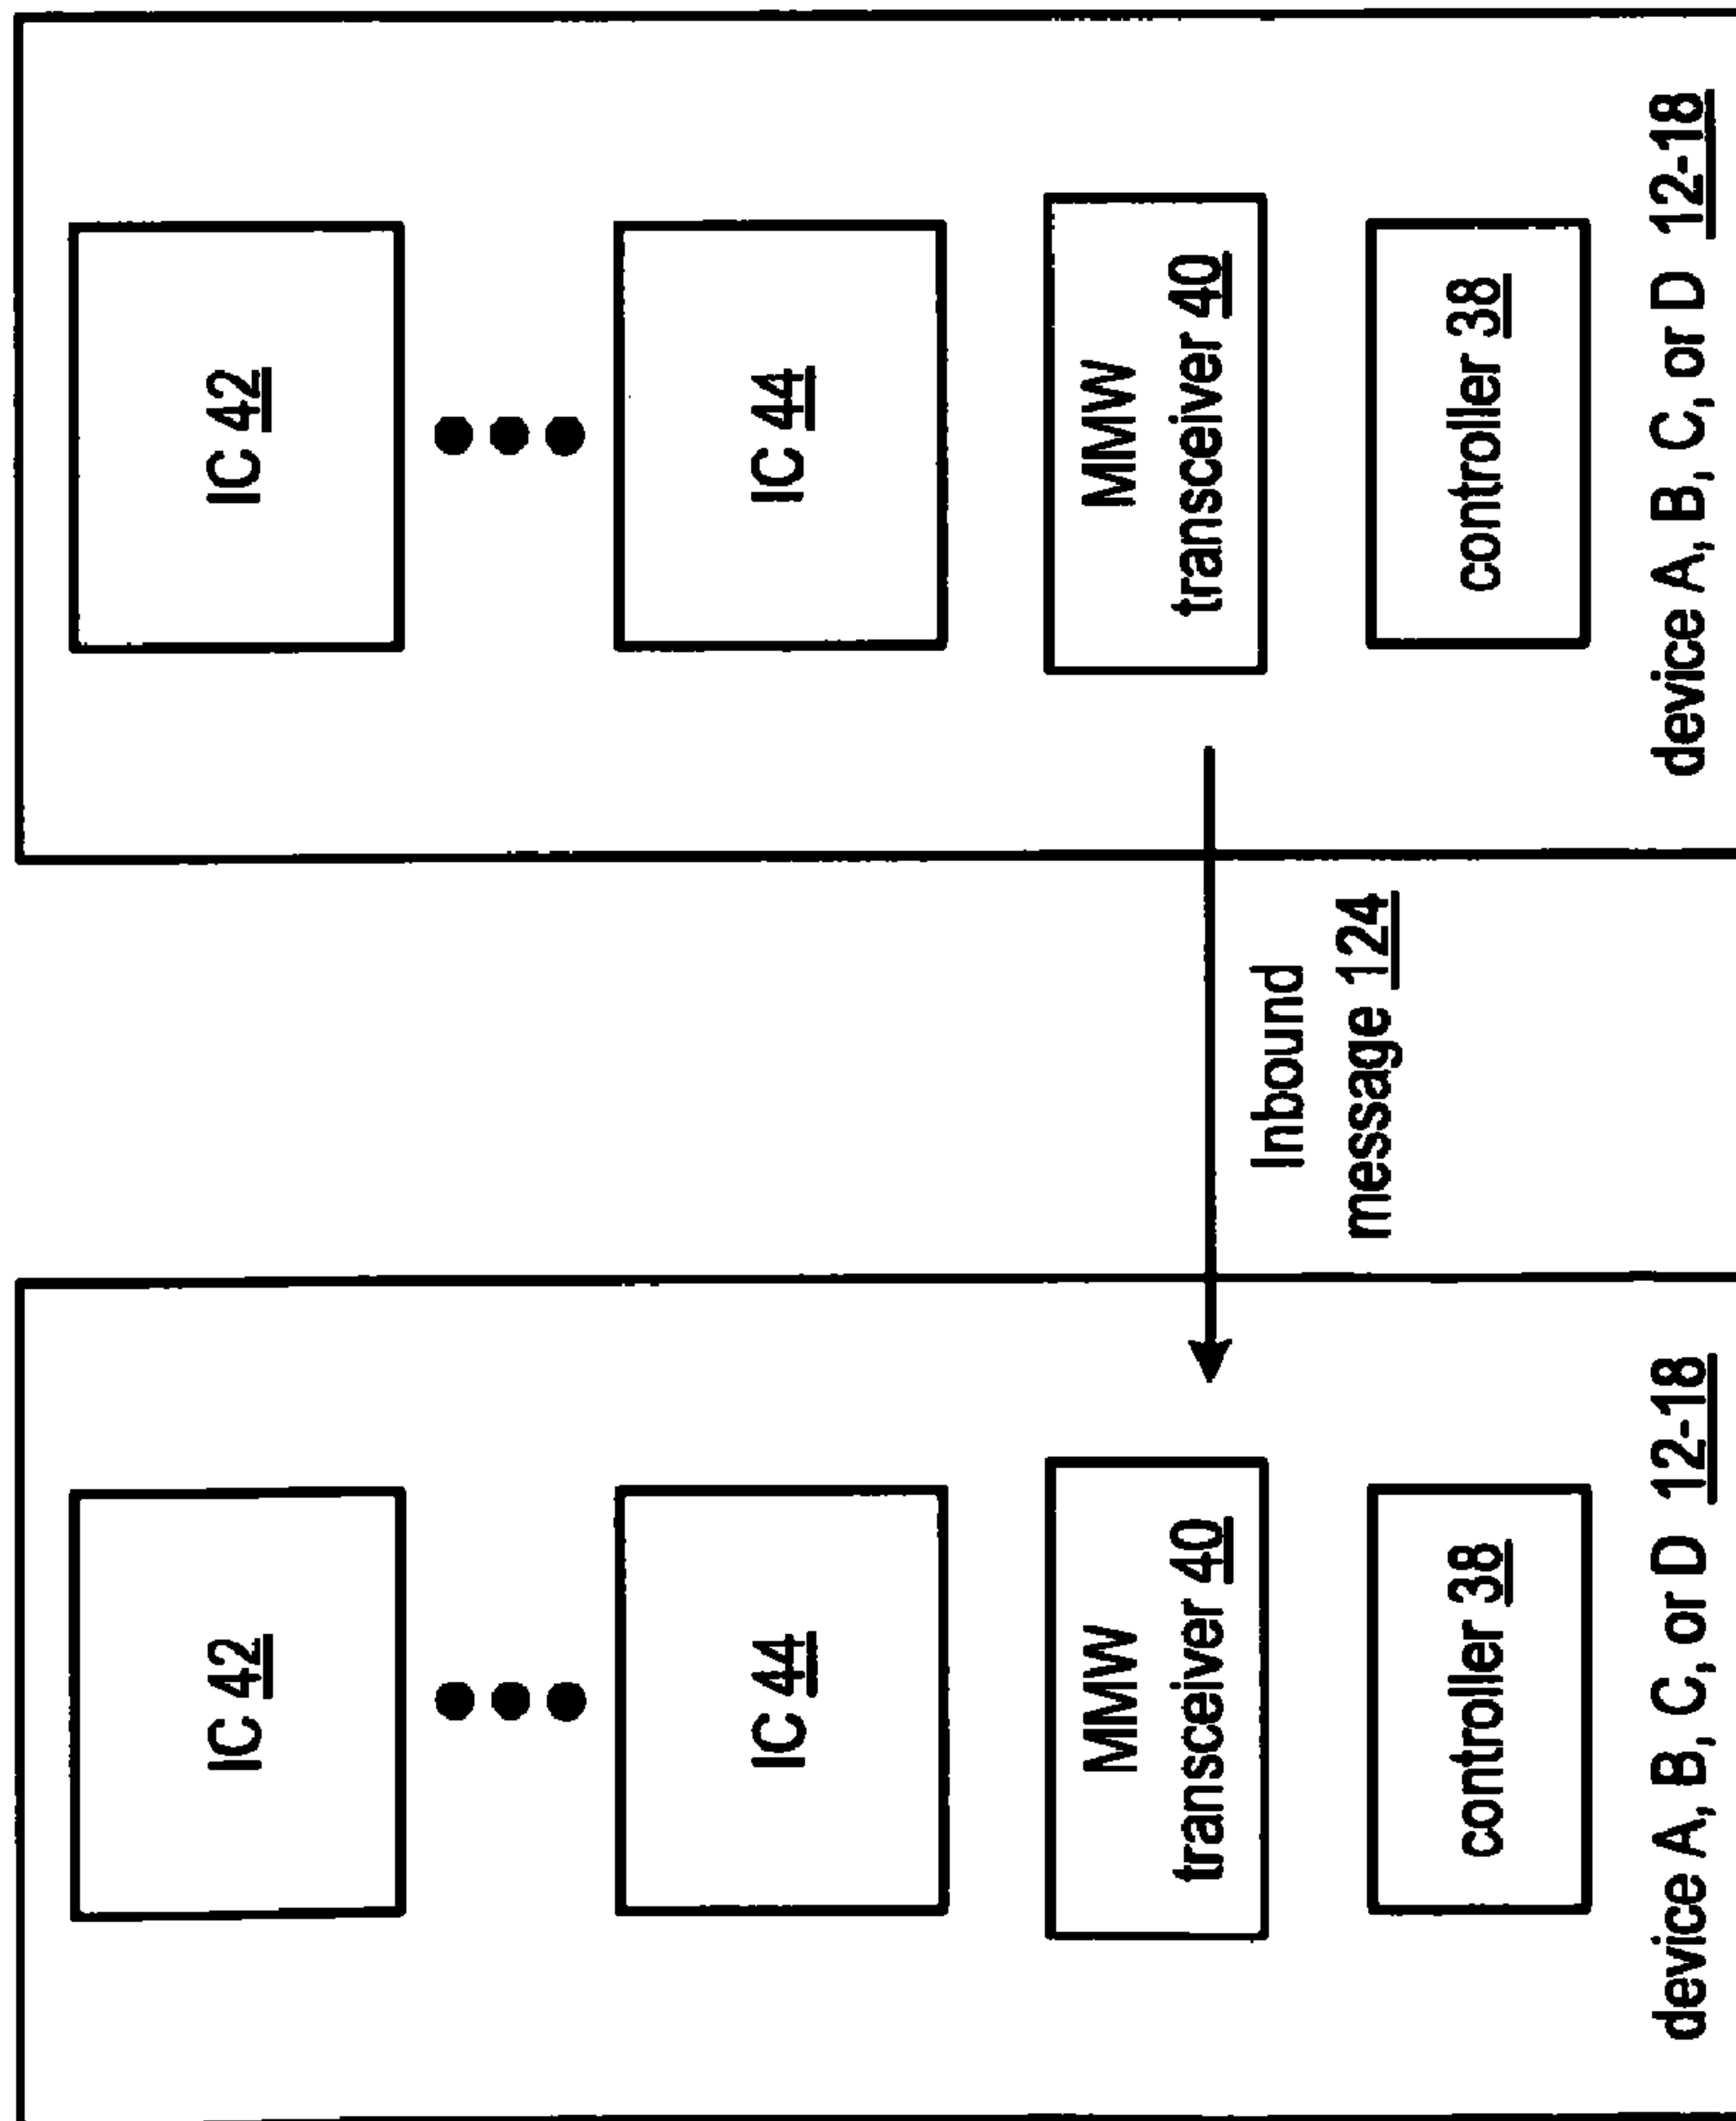 IC 42
IC 44
MMW
transceiver 40
controller 38
device A, B, C, or D 12-18
Inbound
message 124
IC 42
IC 44
MMW
transceiver 40
controller 38
device A, B, C, or D 12-18